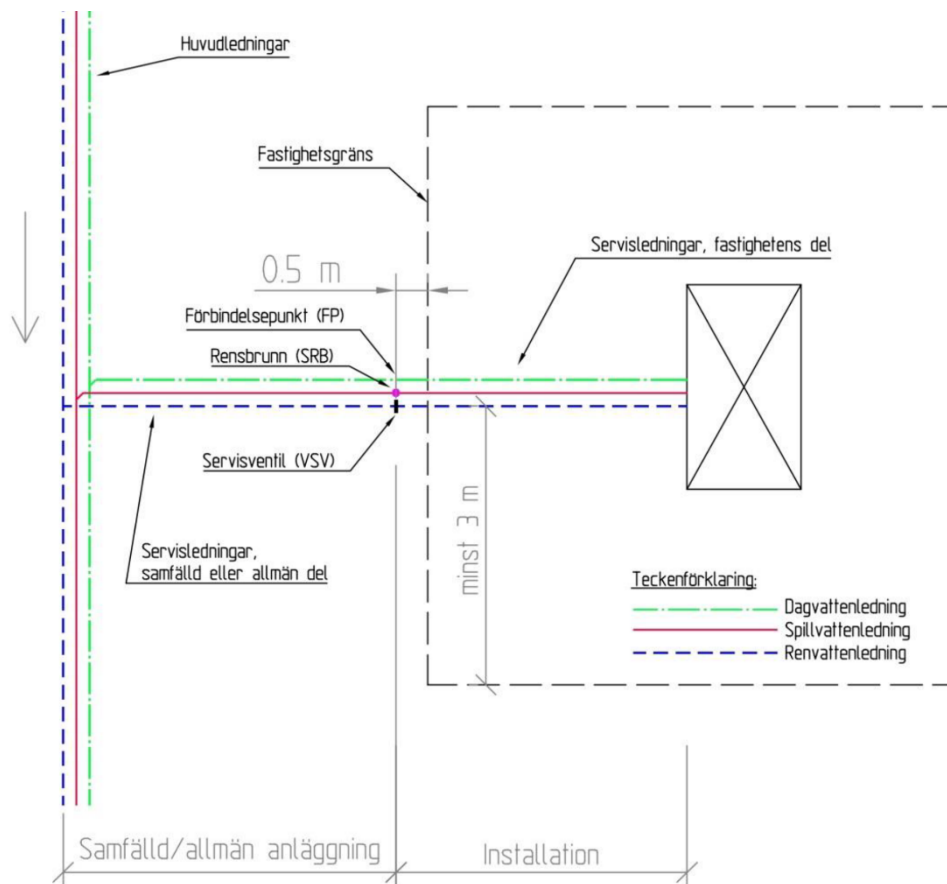 Huvudledningar
Fastighetsgräns
Servisledningar, fastighetens del
0.5 m
Förbindelsepunkt (FP)
Rensbrunn (SRB)
Servisventil (VSV)
minst 3 m
Servisledningar,
samfälld eller allmän del
Teckenförklaring:
Dagvattenledning
Spillvattenledning
Renvattenledning
Samfälld/allmän anläggning
Installation